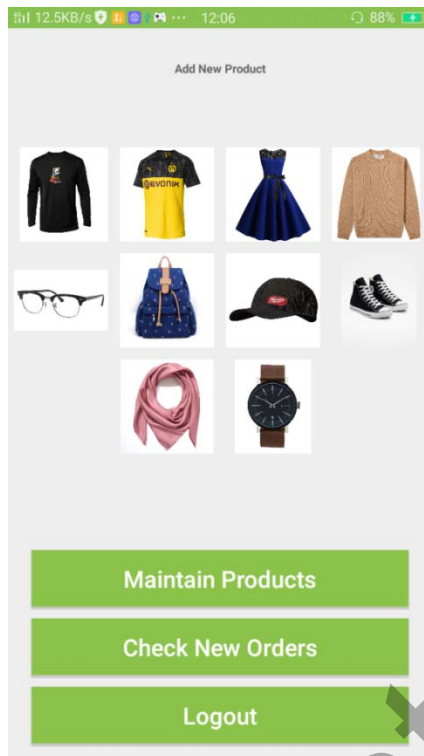 12.5KB/s ... 12:06 88%
Add New Product
EVONIK
Maintain Products
Check New Orders
Logout